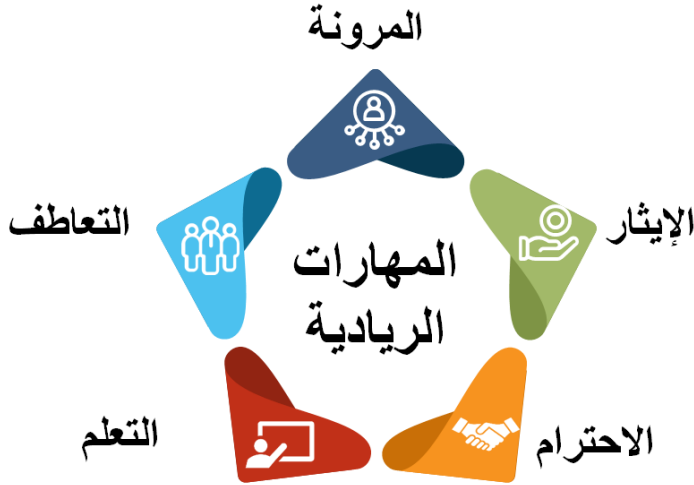 المرونة
الإيثار
التعاطف
المهارات
الريادية
الاحترام
التعلم